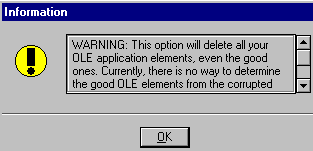 Information
WARNING: This option will delete all your
OLE application elements, even the good
ones. Currently, there is no way to determine
the good OLE elements from the corrupted
OK